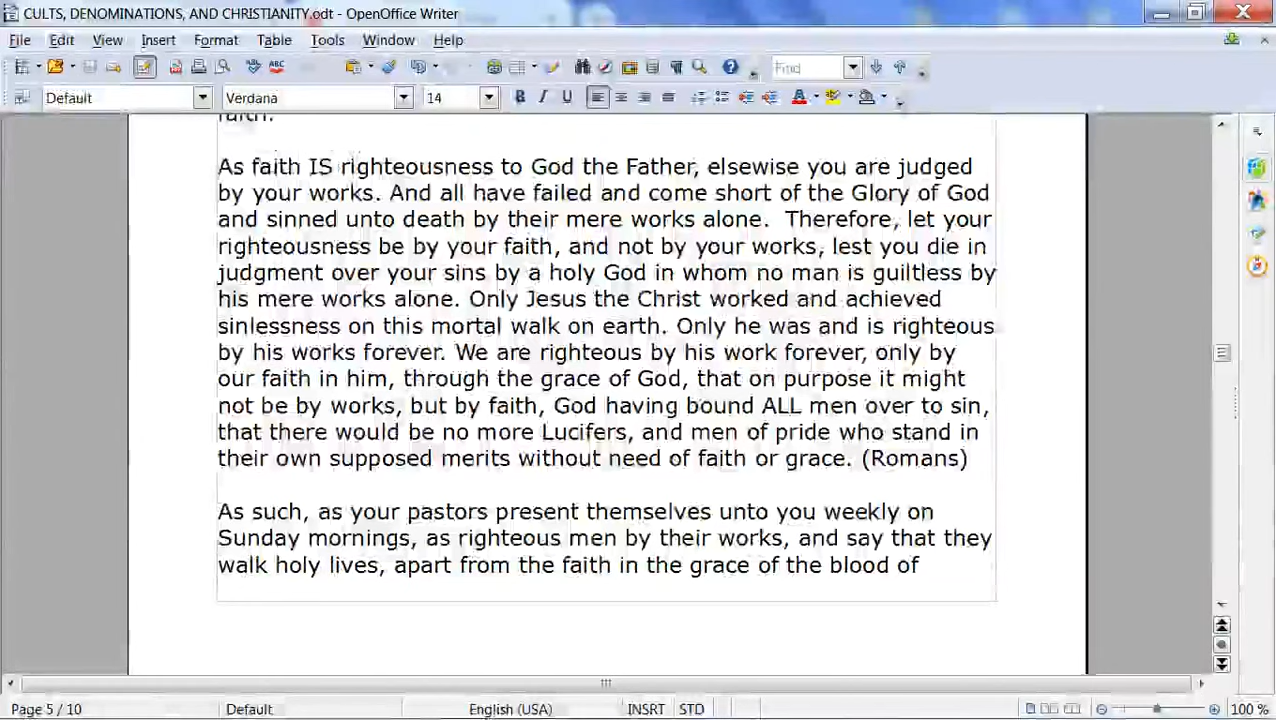 CULTS, DENOMINATIONS, AND CHRISTIANITY.odt - OpenOffice Writer
File Edit View Insert Format Table Tools Window Help
Find
Default Verdana 14
faith.
As faith IS righteousness to God the Father, elsewise you are judged
by your works. And all have failed and come short of the Glory of God
and sinned unto death by their mere works alone.  Therefore, let your
righteousness be by your faith, and not by your works, lest you die in
judgment over your sins by a holy God in whom no man is guiltless by
his mere works alone. Only Jesus the Christ worked and achieved
sinlessness on this mortal walk on earth. Only he was and is righteous
by his works forever. We are righteous by his work forever, only by
our faith in him, through the grace of God, that on purpose it might
not be by works, but by faith, God having bound ALL men over to sin,
that there would be no more Lucifers, and men of pride who stand in
their own supposed merits without need of faith or grace. (Romans)
As such, as your pastors present themselves unto you weekly on
Sunday mornings, as righteous men by their works, and say that they
walk holy lives, apart from the faith in the grace of the blood of
Page 5 / 10 Default English (USA) INSRT STD 100 %